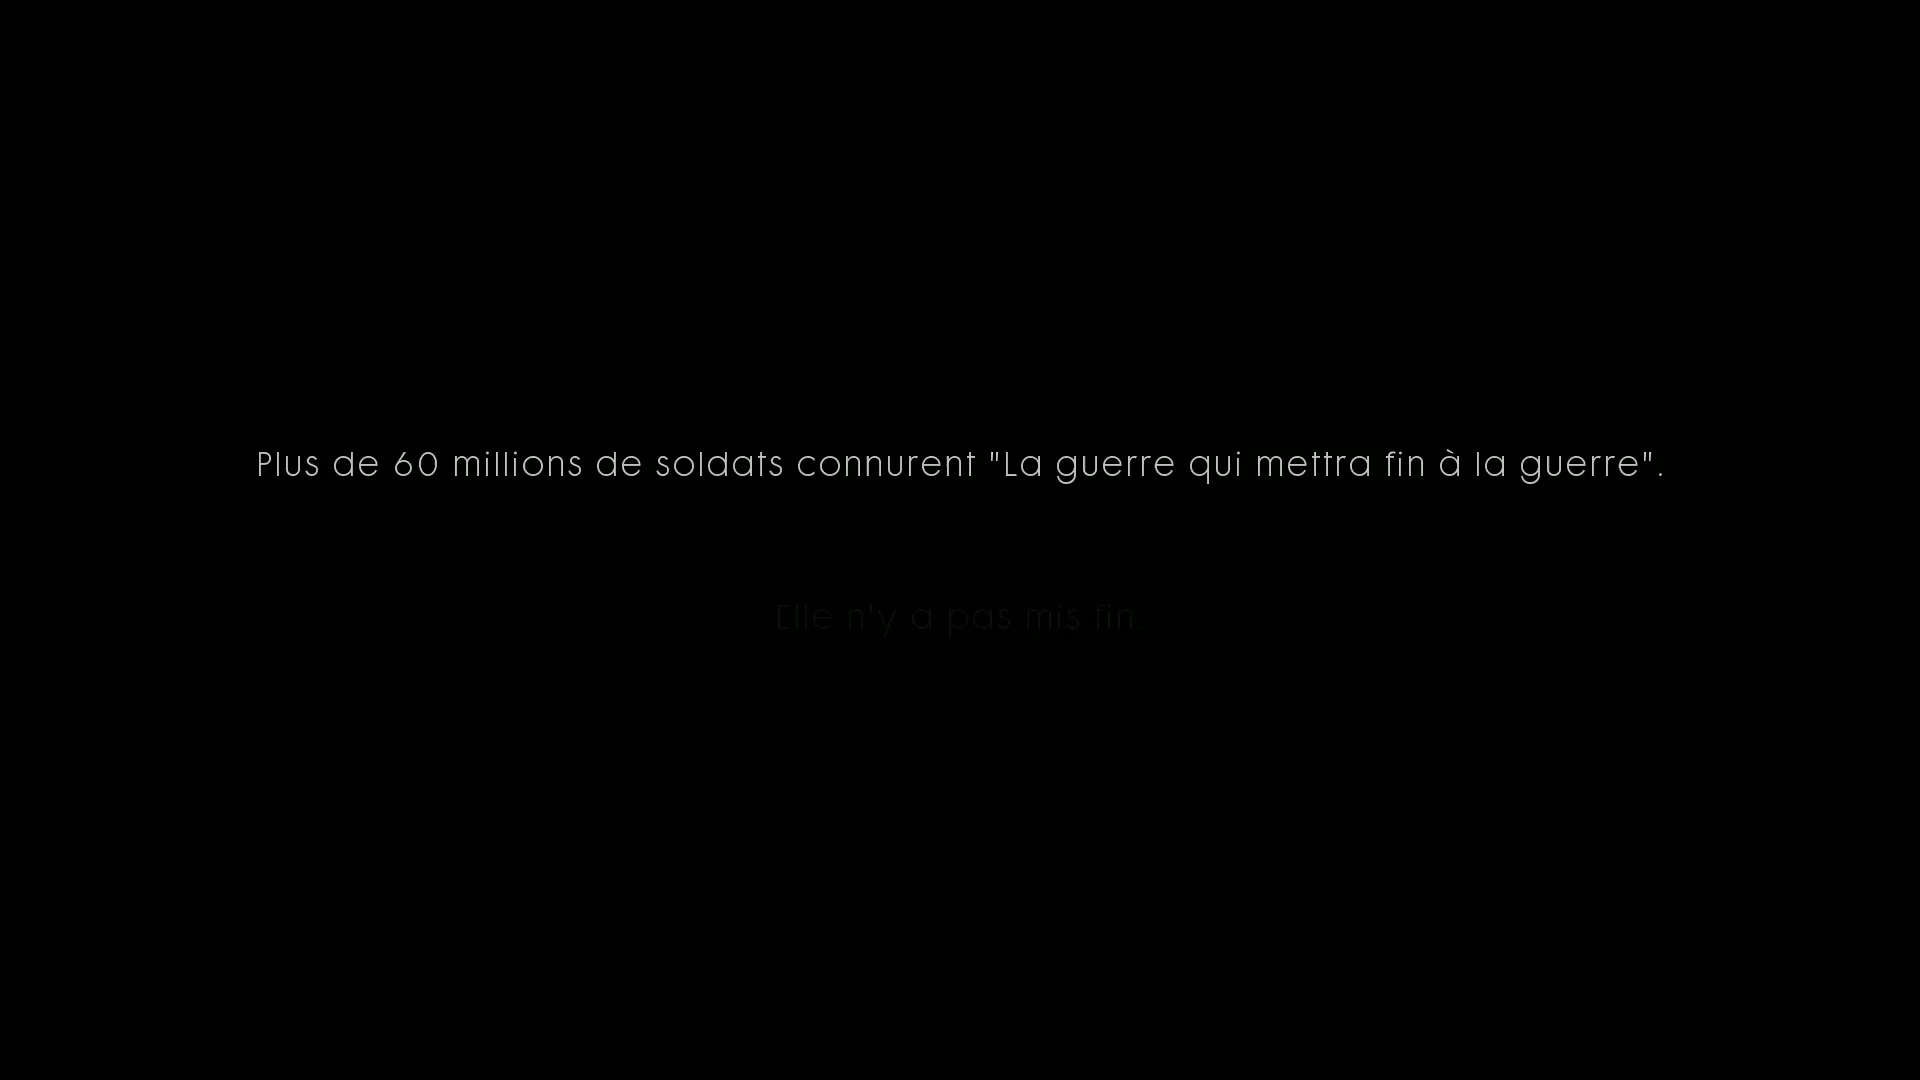 Plus de 60 millions de soldats connurent "La guerre qui mettra fin à la guerre".
Elle n'y a pas mis fin.